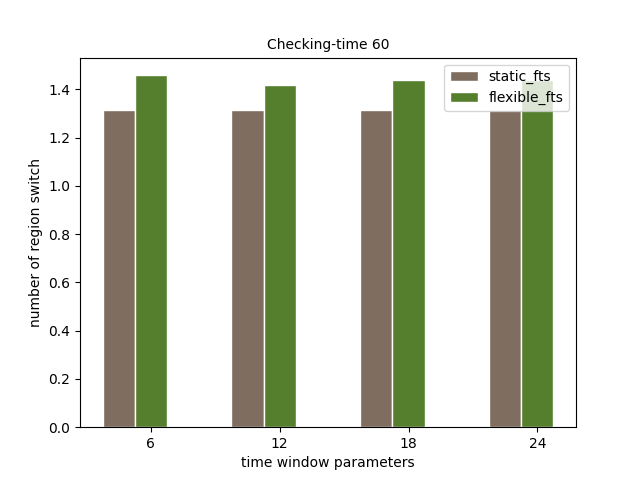 Checking-time 60
static_fts
flexible_fts
number of region switch
1.4
1.2
1.0
0.8
0.6
0.4
0.2
0.0
6 12 18 24
time window parameters